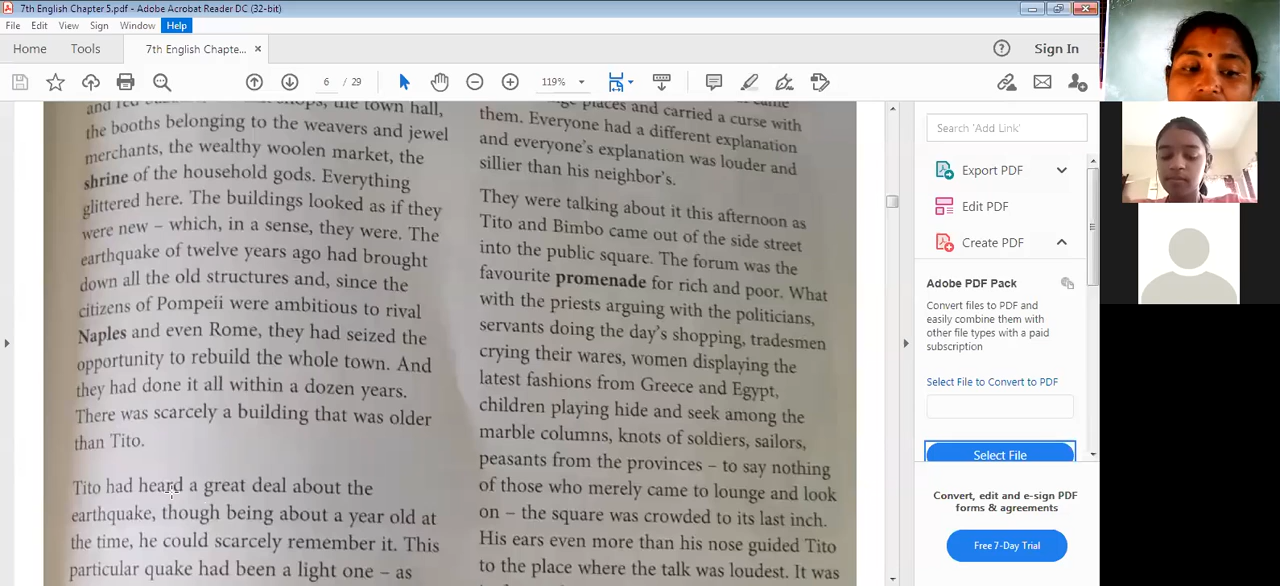 7th English Chapter 5.pdf - Adobe Acrobat Reader DC (32-bit)
File Edit View Sign Window Help
Home Tools 7th English Chapte... × Sign In
6 / 29 119%
the town hall,
the booths belonging to the weavers and jewel
merchants, the wealthy woolen market, the
shrine of the household gods. Everything
glittered here. The buildings looked as if they
were new – which, in a sense, they were. The
earthquake of twelve years ago had brought
down all the old structures and, since the
citizens of Pompeii were ambitious to rival
Naples and even Rome, they had seized the
opportunity to rebuild the whole town. And
they had done it all within a dozen years.
There was scarcely a building that was older
than Tito.
Tito had heard a great deal about the
earthquake, though being about a year old at
the time, he could scarcely remember it. This
particular quake had been a light one – as
places and carried a curse with
them. Everyone had a different explanation
and everyone's explanation was louder and
sillier than his neighbor's.
They were talking about it this afternoon as
Tito and Bimbo came out of the side street
into the public square. The forum was the
favourite promenade for rich and poor. What
with the priests arguing with the politicians,
servants doing the day's shopping, tradesmen
crying their wares, women displaying the
latest fashions from Greece and Egypt,
children playing hide and seek among the
marble columns, knots of soldiers, sailors,
peasants from the provinces – to say nothing
of those who merely came to lounge and look
on – the square was crowded to its last inch.
His ears even more than his nose guided Tito
to the place where the talk was loudest. It was
Search 'Add Link'
Export PDF
Edit PDF
Create PDF
Adobe PDF Pack
Convert files to PDF and
easily combine them with
other file types with a paid
subscription
Select File to Convert to PDF
Select File
Convert, edit and e-sign PDF
forms & agreements
Free 7-Day Trial